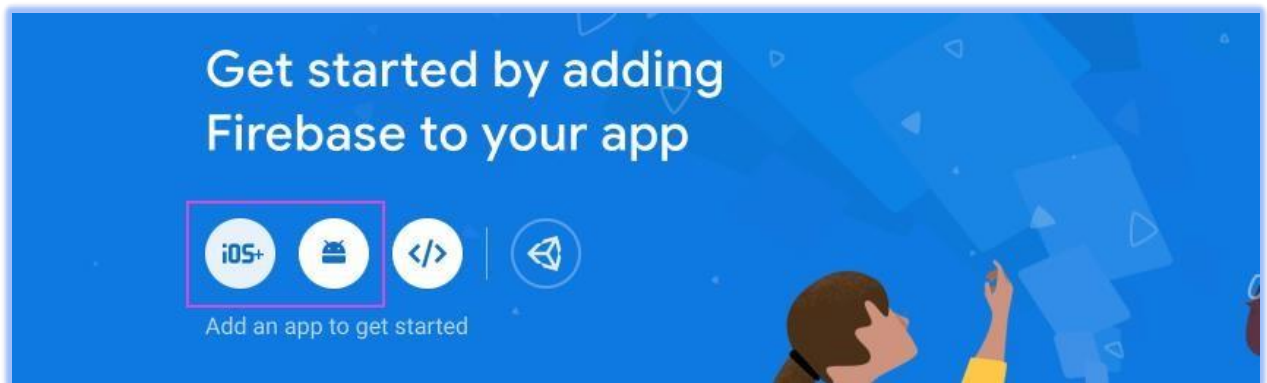 Get started by adding
Firebase to your app
iOS+ </>
Add an app to get started